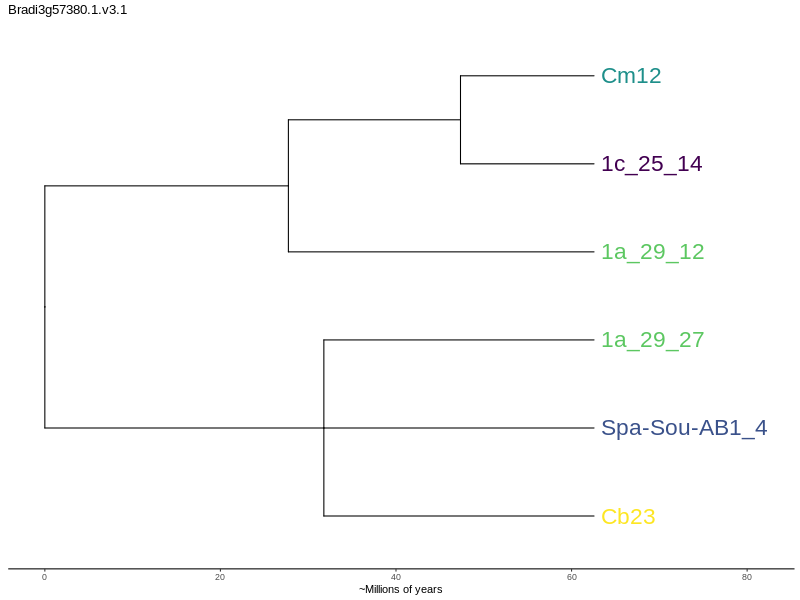 Bradi3g57380.1.v3.1
Cm12
1c_25_14
1a_29_12
1a_29_27
Spa-Sou-AB1_4
Cb23
0 20 40 60 80
~Millions of years